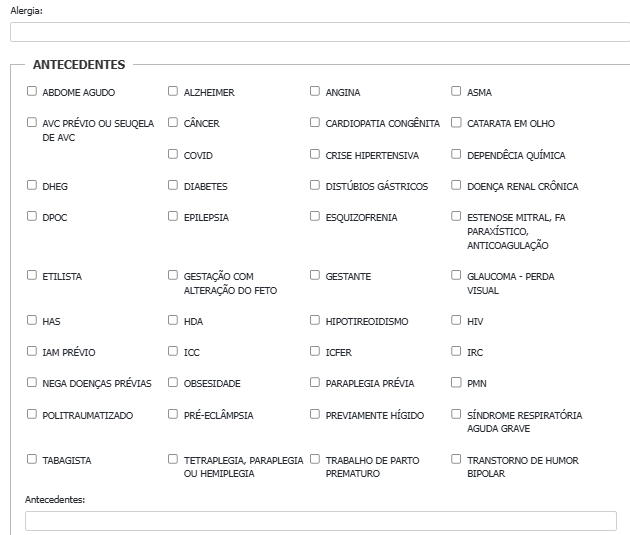 Alergia:
ANTECEDENTES
ABDOME AGUDO ALZHEIMER ANGINA ASMA
AVC PRÉVIO OU SEUQELA CÂNCER CARDIOPATIA CONGÊNITA CATARATA EM OLHO
DE AVC
COVID CRISE HIPERTENSIVA DEPENDÊCIA QUÍMICA
DHEG DIABETES DISTÚBIOS GÁSTRICOS DOENÇA RENAL CRÔNICA
DPOC EPILEPSIA ESQUIZOFRENIA ESTENOSE MITRAL, FA
PARAXÍSTICO,
ANTICOAGULAÇÃO
ETILISTA GESTAÇÃO COM GESTANTE GLAUCOMA - PERDA
ALTERAÇÃO DO FETO VISUAL
HAS HDA HIPOTIREOIDISMO HIV
IAM PRÉVIO ICC ICFER IRC
NEGA DOENÇAS PRÉVIAS OBSESIDADE PARAPLEGIA PRÉVIA PMN
POLITRAUMATIZADO PRÉ-ECLÂMPSIA PREVIAMENTE HÍGIDO SÍNDROME RESPIRATÓRIA
AGUDA GRAVE
TABAGISTA TETRAPLEGIA, PARAPLEGIA TRABALHO DE PARTO TRANSTORNO DE HUMOR
OU HEMIPLEGIA PREMATURO BIPOLAR
Antecedentes: